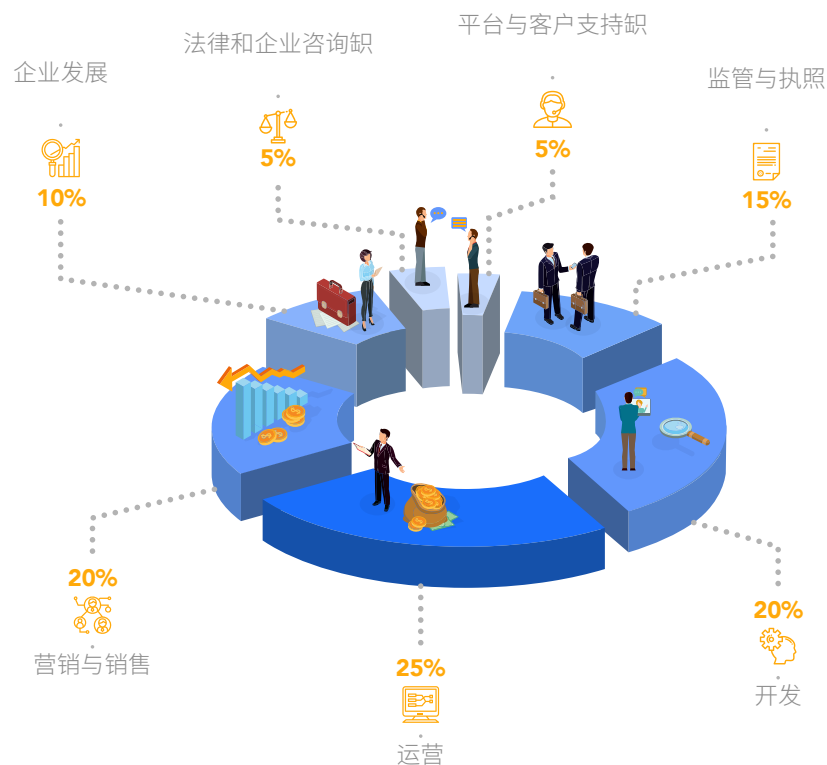 平台与客户支持缺
法律和企业咨询缺
企业发展
监管与执照
5%
5%
10%
15%
20%
营销与销售
25%
运营
20%
开发